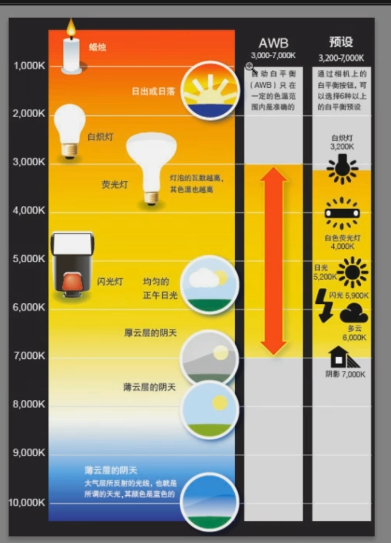 AWB
3,000-7,000K
预设
3,200-7,000K
自动白平衡
(AWB) 只在
一定的色温范
围内是准确的
通过相机上的
白平衡按钮，可
以选择6种以上
的白平衡预设
蜡烛
1,000K
日出或日落
2,000K
白炽灯
白炽灯
3,200K
3,000K
荧光灯
灯泡的瓦数越高，
其色温也越高
4,000K
白色荧光灯
4,000K
5,000K
日光
5,200K
闪光灯
均匀的
正午日光
闪光 5,900K
6,000K
多云
6,000K
厚云层的阴天
7,000K
阴影 7,000K
薄云层的阴天
8,000K
9,000K
薄云层的阴天
大气层所反射的光线，也就是
所谓的天光，其颜色是蓝色的
10,000K